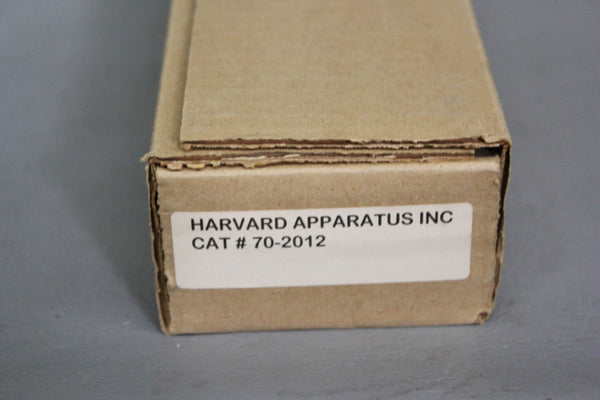 HARVARD APPARATUS INC
CAT # 70-2012